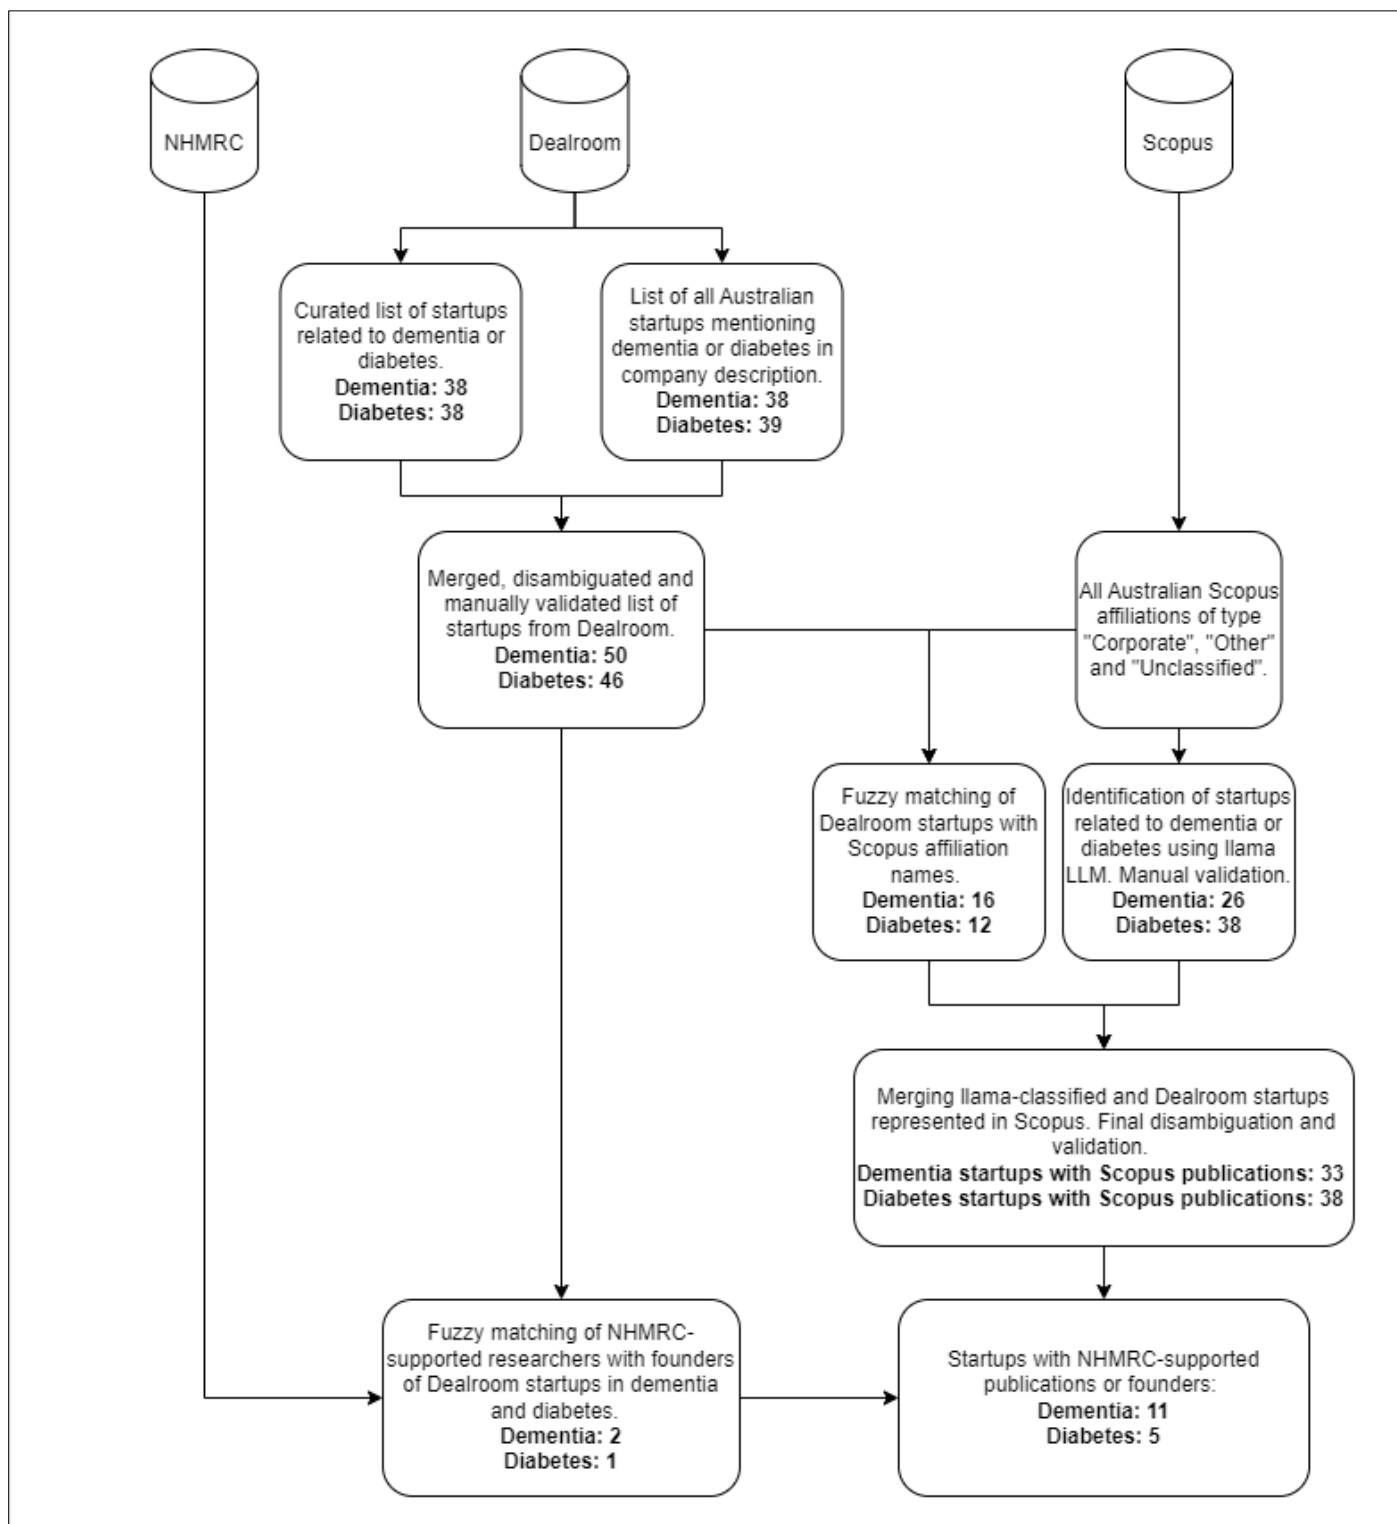 NHMRC
Dealroom
Scopus
Curated list of startups
related to dementia or
diabetes.
Dementia: 38
Diabetes: 38
List of all Australian
startups mentioning
dementia or diabetes in
company description.
Dementia: 38
Diabetes: 39
Merged, disambiguated and
manually validated list of
startups from Dealroom.
Dementia: 50
Diabetes: 46
All Australian Scopus
affiliations of type
"Corporate", "Other"
and "Unclassified".
Fuzzy matching of
Dealroom startups with
Scopus affiliation
names.
Dementia: 16
Diabetes: 12
Identification of startups
related to dementia or
diabetes using llama
LLM. Manual validation.
Dementia: 26
Diabetes: 38
Merging llama-classified and Dealroom startups
represented in Scopus. Final disambiguation and
validation.
Dementia startups with Scopus publications: 33
Diabetes startups with Scopus publications: 38
Fuzzy matching of NHMRC-
supported researchers with founders
of Dealroom startups in dementia
and diabetes.
Dementia: 2
Diabetes: 1
Startups with NHMRC-supported
publications or founders:
Dementia: 11
Diabetes: 5